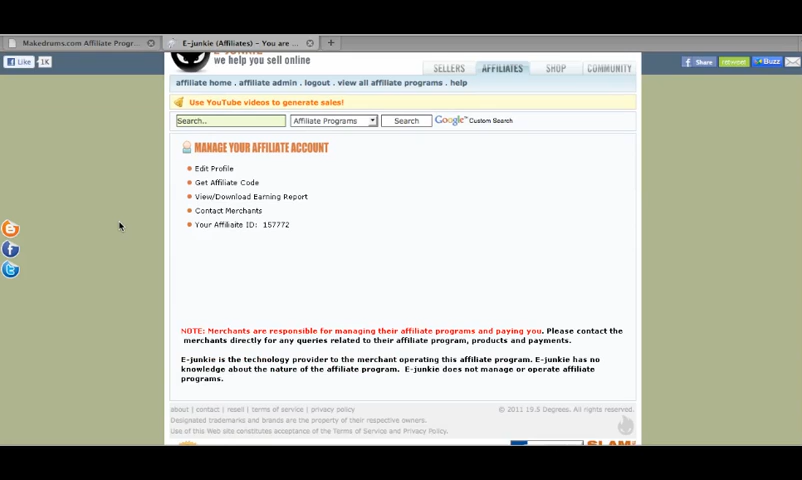 Makedrums.com Affiliate Progr...
E-junkie (Affiliates) – You are ...
Like 1K
we help you sell online
SELLERS AFFILIATES SHOP COMMUNITY
Share retweet Buzz
affiliate home . affiliate admin . logout . view all affiliate programs . help
Use YouTube videos to generate sales!
Search.. Affiliate Programs Search Google™ Custom Search
MANAGE YOUR AFFILIATE ACCOUNT
Edit Profile
Get Affiliate Code
View/Download Earning Report
Contact Merchants
Your Affiliaite ID: 157772
NOTE: Merchants are responsible for managing their affiliate programs and paying you. Please contact the
merchants directly for any queries related to their affiliate program, products and payments.
E-junkie is the technology provider to the merchant operating this affiliate program. E-junkie has no
knowledge about the nature of the affiliate program. E-junkie does not manage or operate affiliate
programs.
about | contact | resell | terms of service | privacy policy
© 2011 19.5 Degrees. All rights reserved.
Designated trademarks and brands are the property of their respective owners.
Use of this Web site constitutes acceptance of the Terms of Service and Privacy Policy.